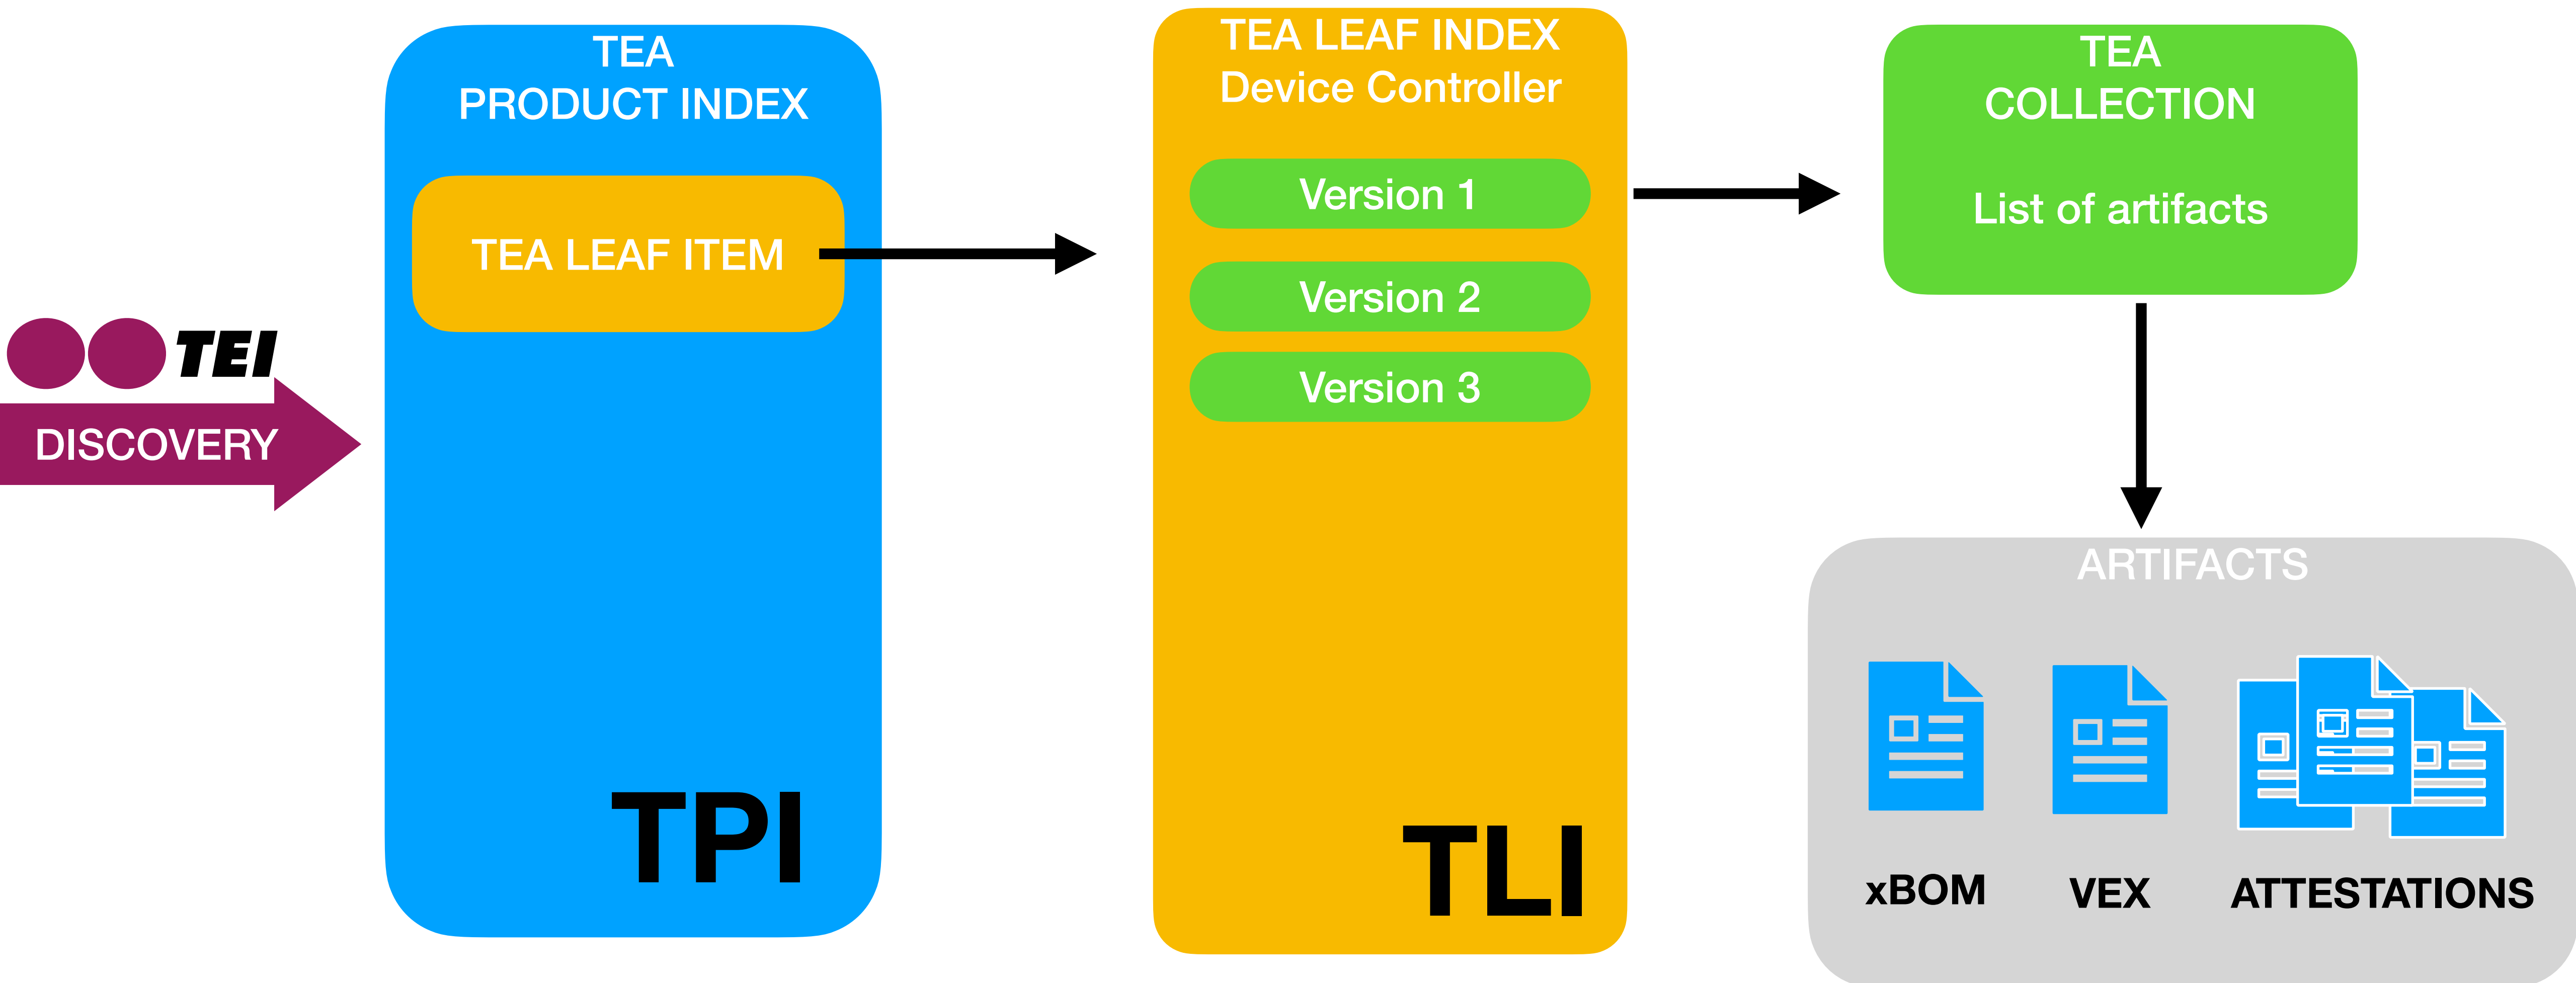 TEI
DISCOVERY
TEA
PRODUCT INDEX
TEA LEAF ITEM
TPI
TEA LEAF INDEX
Device Controller
Version 1
Version 2
Version 3
TLI
TEA
COLLECTION
List of artifacts
ARTIFACTS
xBOM
VEX
ATTESTATIONS